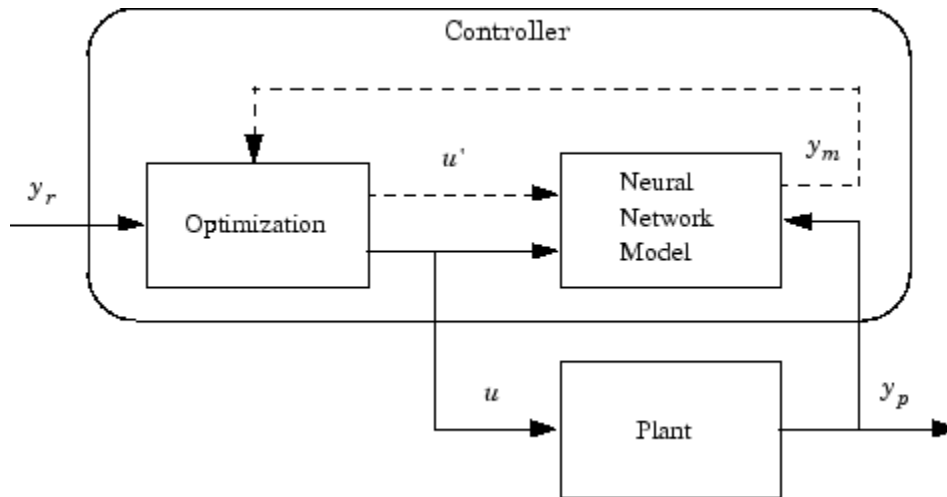 Controller
u'
y_m
y_r
Optimization
Neural
Network
Model
u
y_p
Plant